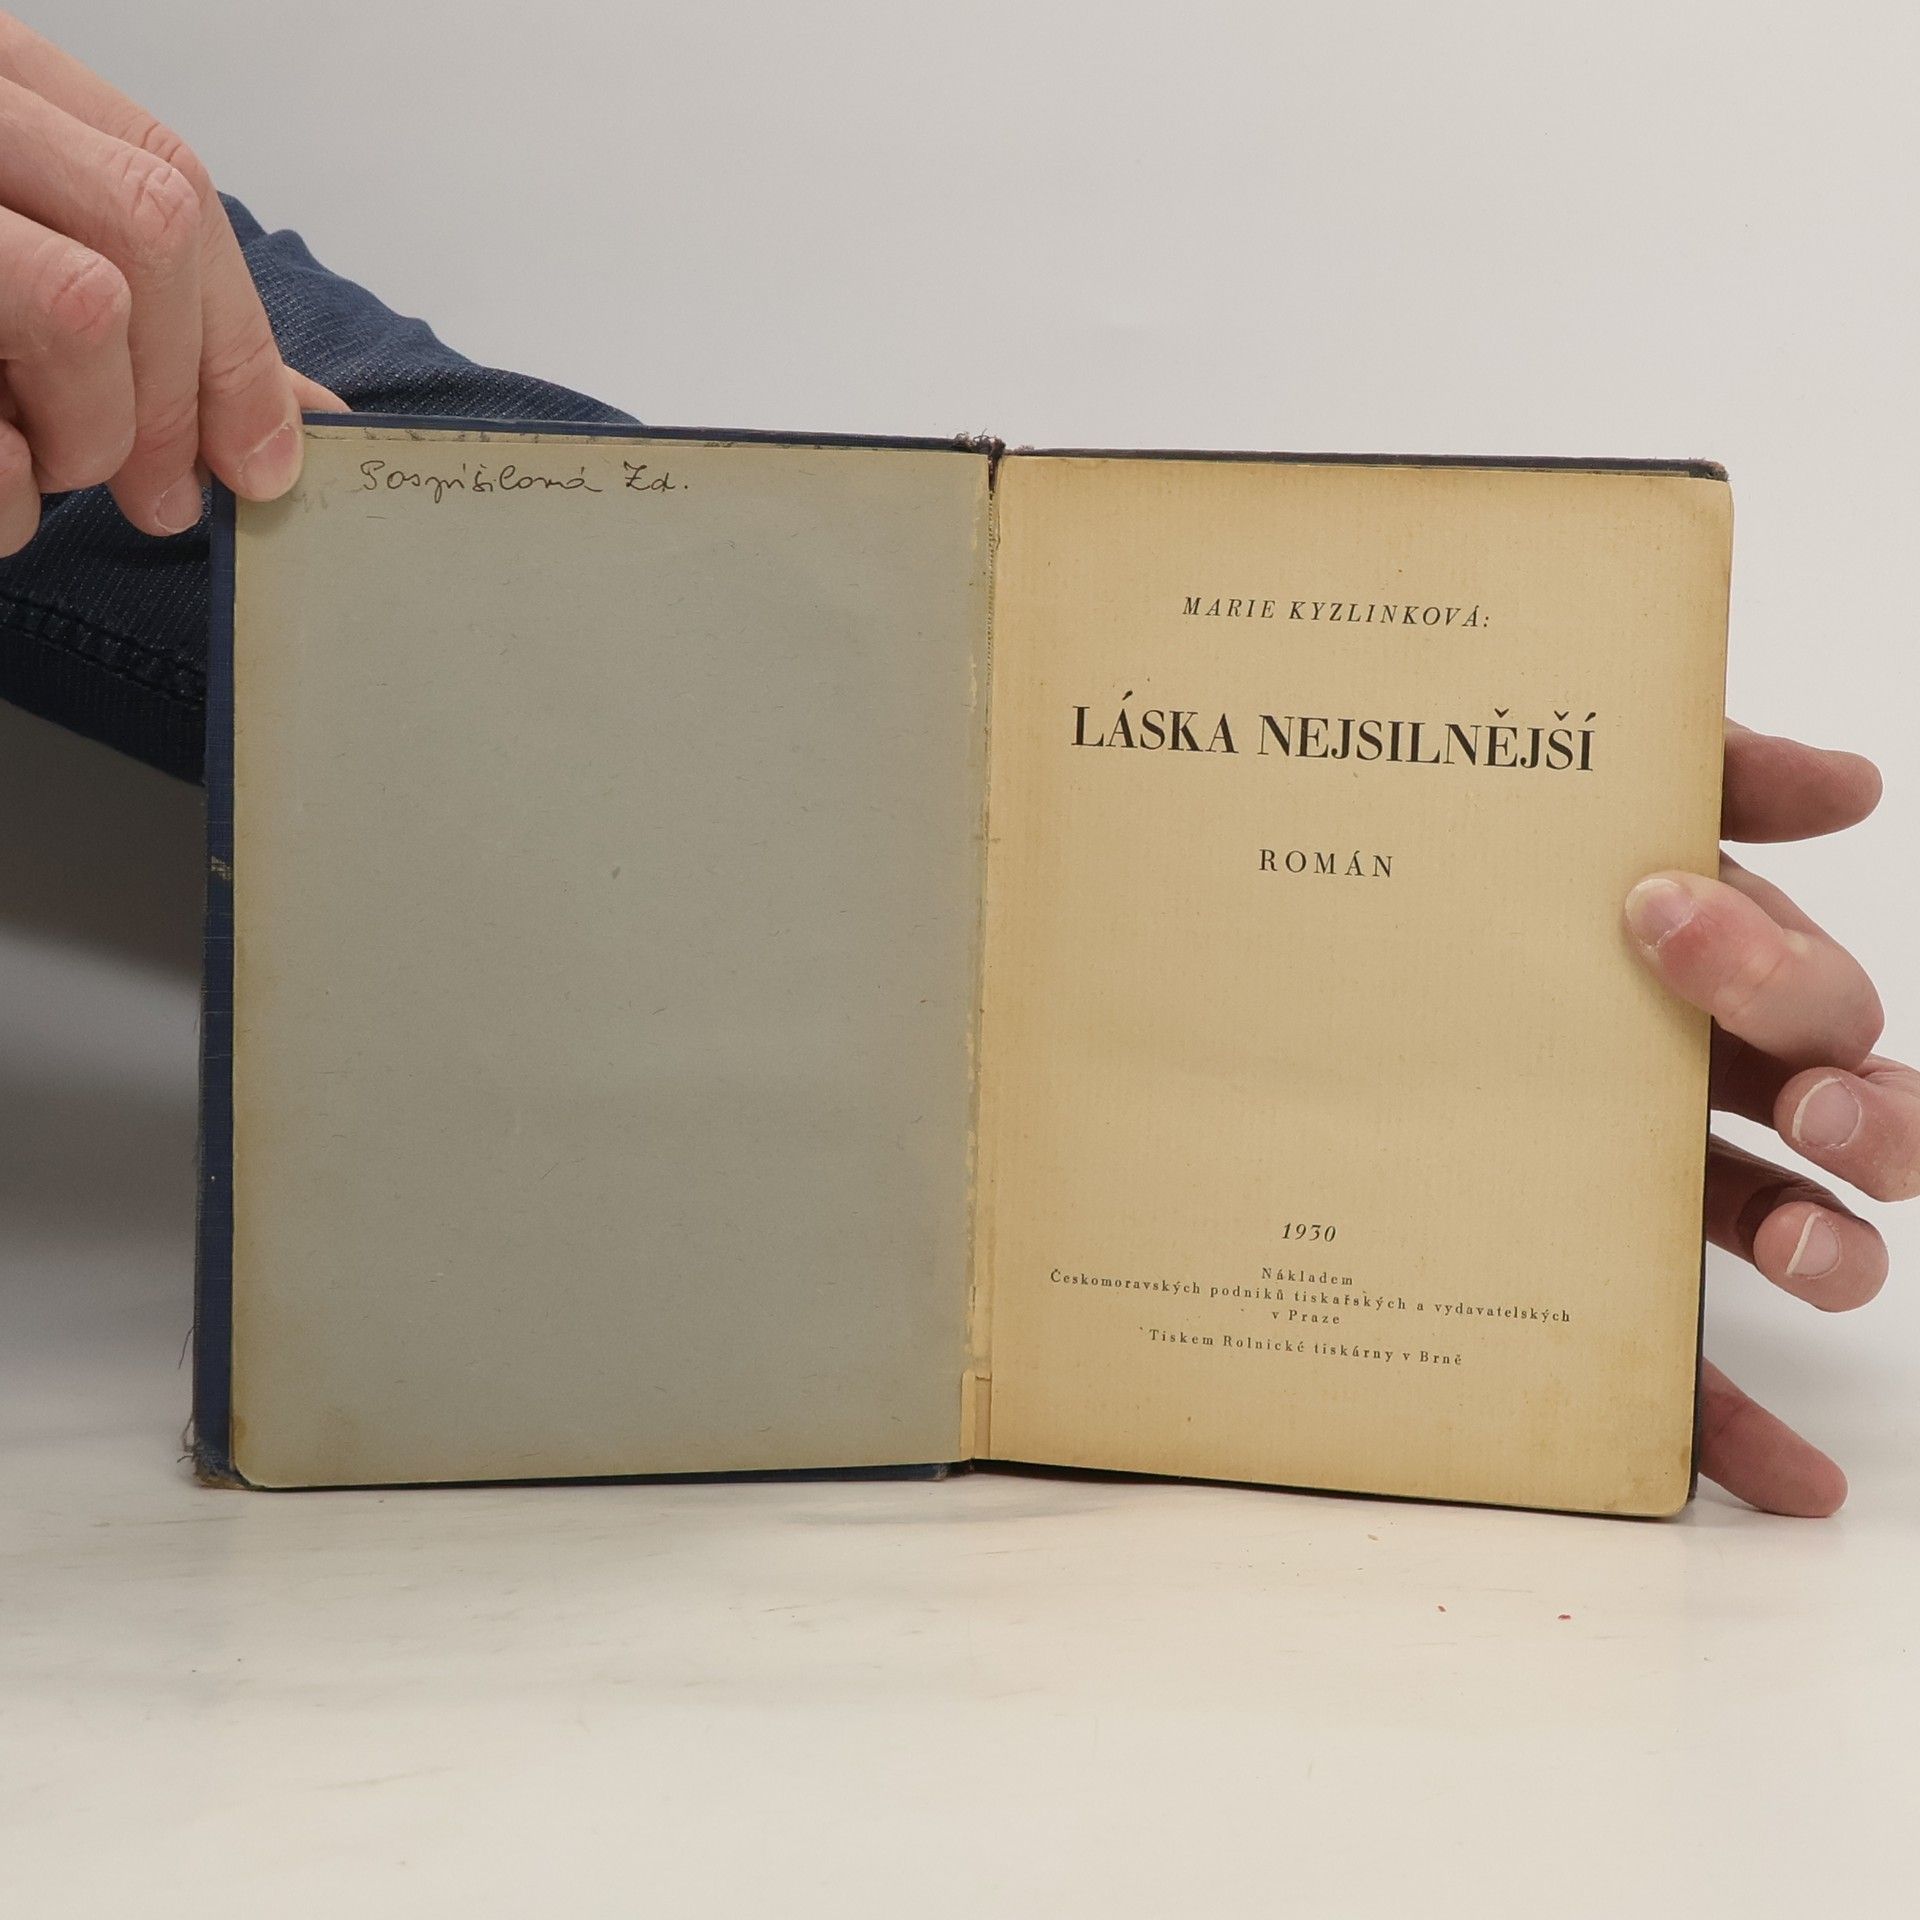 Pospíšilová Zd.
MARIE KYZLINKOVÁ:
LÁSKA NEJSILNĚJŠÍ
ROMÁN
1930
Nákladem
Českomoravských podniků tiskařských a vydavatelských
v Praze
Tiskem Rolnické tiskárny v Brně